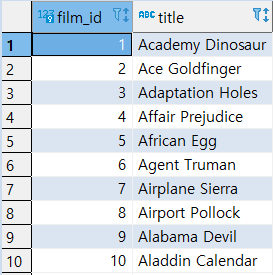 123 film_id ABC title
1 1 Academy Dinosaur
2 2 Ace Goldfinger
3 3 Adaptation Holes
4 4 Affair Prejudice
5 5 African Egg
6 6 Agent Truman
7 7 Airplane Sierra
8 8 Airport Pollock
9 9 Alabama Devil
10 10 Aladdin Calendar